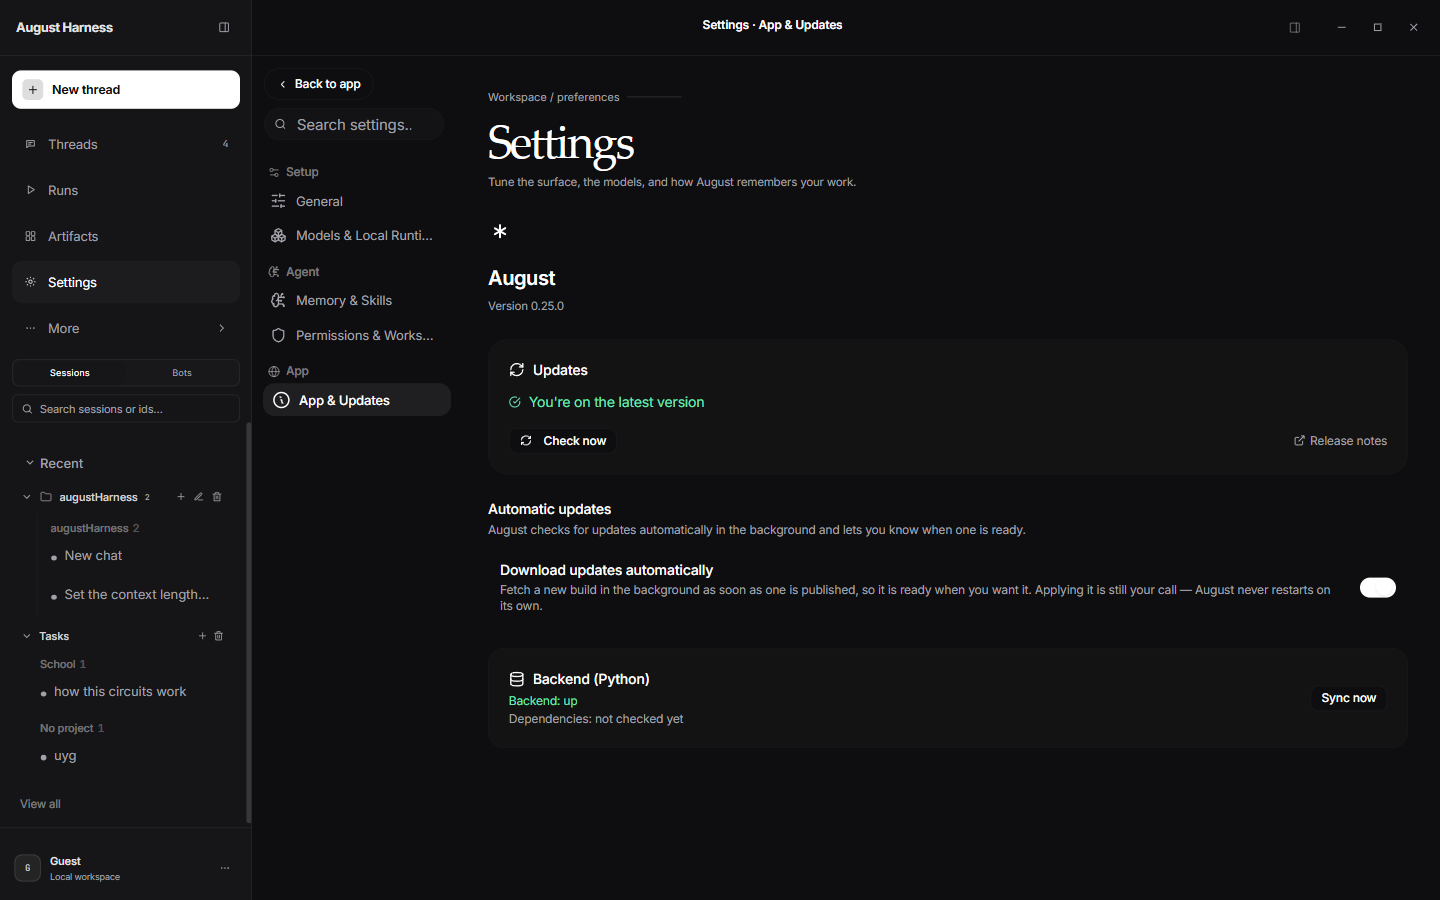 August Harness
New thread
Threads
4
Runs
Artifacts
Settings
More
Sessions
Bots
Search sessions or ids...
Recent
augustHarness 2
augustHarness 2
New chat
Set the context length...
Tasks
School 1
how this circuits work
No project 1
uyg
View all
G
Guest
Local workspace
Settings · App & Updates
Back to app
Search settings..
Setup
General
Models & Local Runti...
Agent
Memory & Skills
Permissions & Works...
App
App & Updates
Workspace / preferences
Settings
Tune the surface, the models, and how August remembers your work.
August
Version 0.25.0
Updates
You're on the latest version
Check now
Release notes
Automatic updates
August checks for updates automatically in the background and lets you know when one is ready.
Download updates automatically
Fetch a new build in the background as soon as one is published, so it is ready when you want it. Applying it is still your call — August never restarts on
its own.
Backend (Python)
Backend: up
Dependencies: not checked yet
Sync now